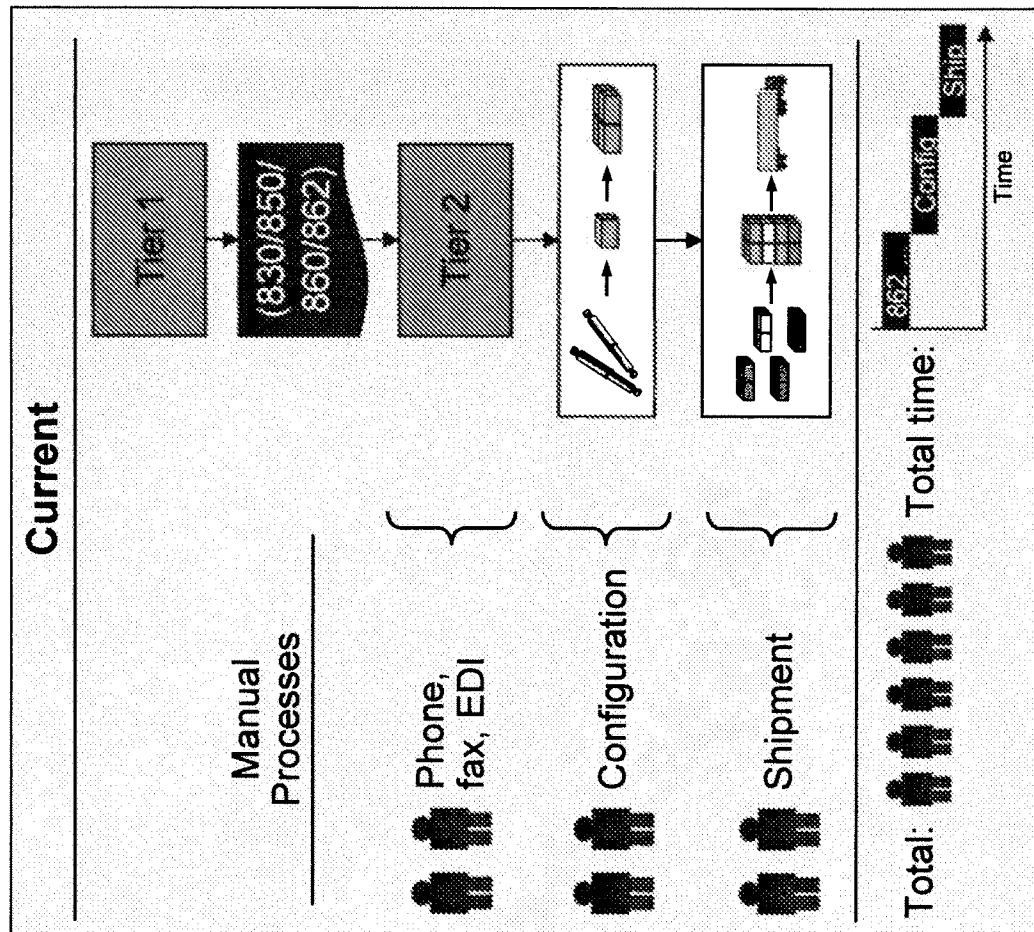 Current
Manual
Processes
Tier 1
(830/850/
860/862)
Phone,
fax, EDI
Tier 2
Configuration
Shipment
Total:
Total time:
862
Config
Ship
Time